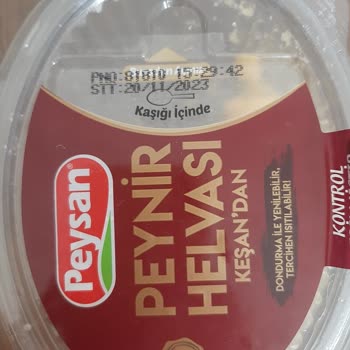 PNO:81810 15:29:42
STT:20/11/2023
Kaşığı İçinde
Peysan
PEYNİR
HELVASI
KEŞAN'DAN
DONDURMA İLE YENİLEBİLİR,
TERCİHEN ISITILABİLİR!
KONTROL